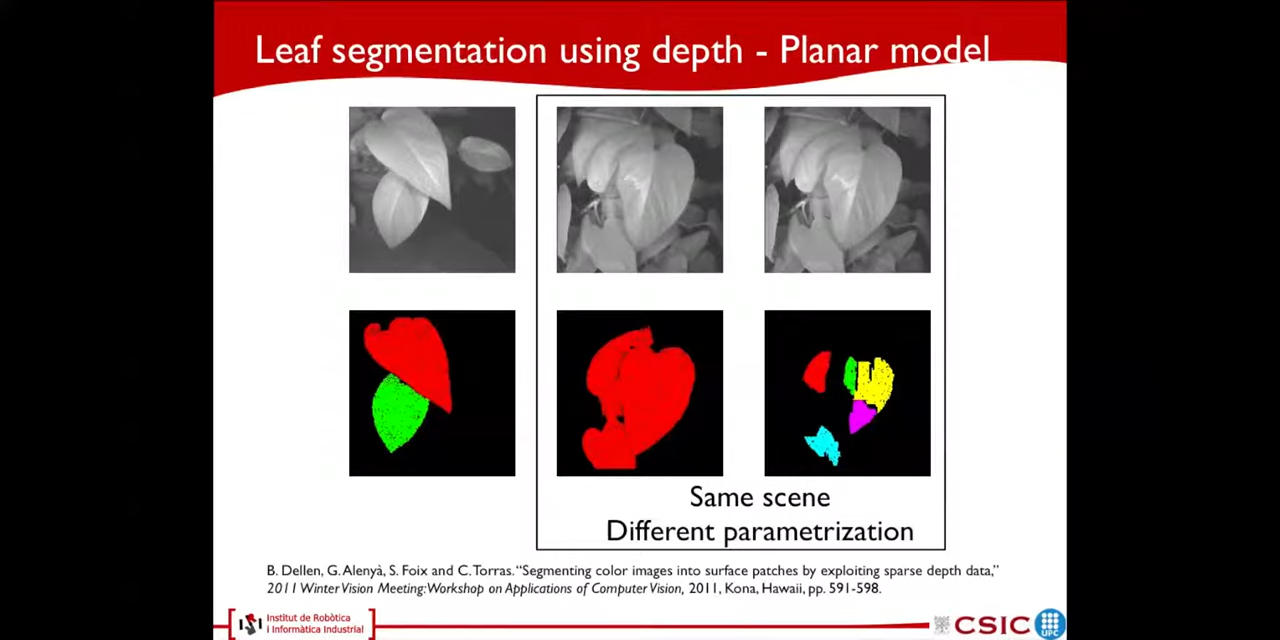 Leaf segmentation using depth - Planar model
Same scene
Different parametrization
B. Dellen, G. Alenyà, S. Foix and C. Torras. “Segmenting color images into surface patches by exploiting sparse depth data,”
2011 Winter Vision Meeting: Workshop on Applications of Computer Vision, 2011, Kona, Hawaii, pp. 591-598.
Institut de Robòtica
i Informàtica Industrial
CSIC
UPC